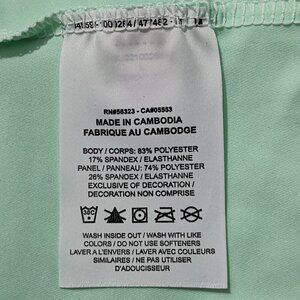 RN#56323 - CA#05553
MADE IN CAMBODIA
FABRIQUE AU CAMBODGE
BODY / CORPS: 83% POLYESTER
17% SPANDEX / ELASTHANNE
PANEL / PANNEAU: 74% POLYESTER
26% SPANDEX / ELASTHANNE
EXCLUSIVE OF DECORATION /
DECORATION NON COMPRISE
WASH INSIDE OUT / WASH WITH LIKE
COLORS / DO NOT USE SOFTENERS
LAVER A L'ENVERS / LAVER AVEC COULEURS
SIMILAIRES / NE PAS UTILISER
D'ADOUCISSEUR